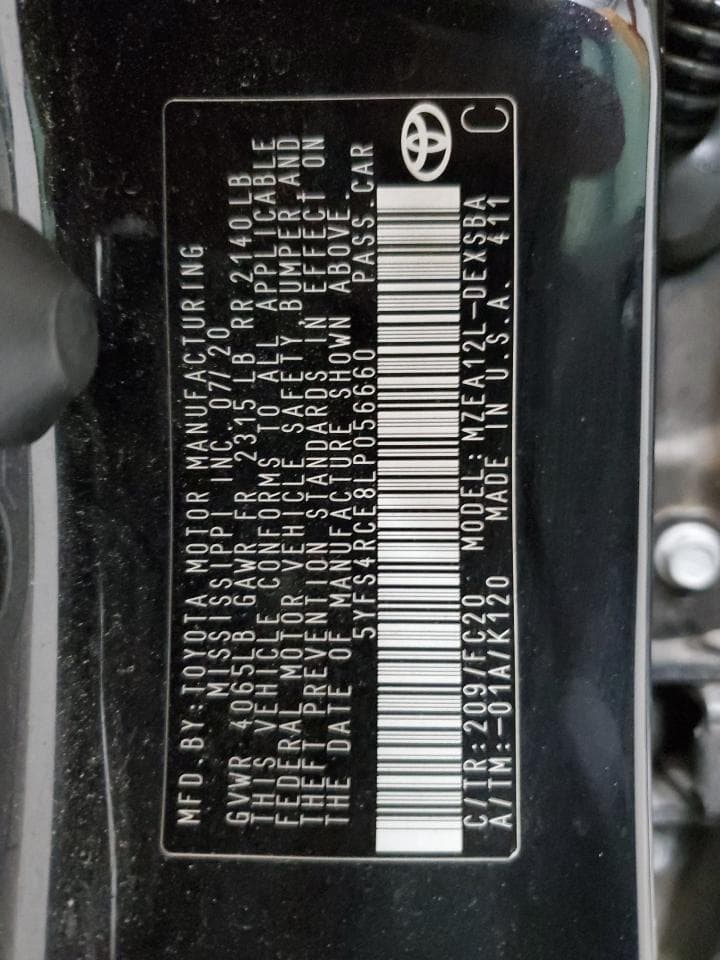 MFD.BY:TOYOTA MOTOR MANUFACTURING
MISSISSIPPI INC.07/20
GVWR 4065LB GAWR FR 2315LB RR 2140LB
THIS VEHICLE CONFORMS TO ALL APPLICABLE
FEDERAL MOTOR VEHICLE SAFETY, BUMPER AND
THEFT PREVENTION STANDARDS IN EFFECT ON
THE DATE OF MANUFACTURE SHOWN ABOVE.
5YFS4RCE8LP056660 PASS.CAR
C/TR:209/FC20 MODEL:MZEA12L-DEXSBA
A/TM:-01A/K120 MADE IN U.S.A. 411
C